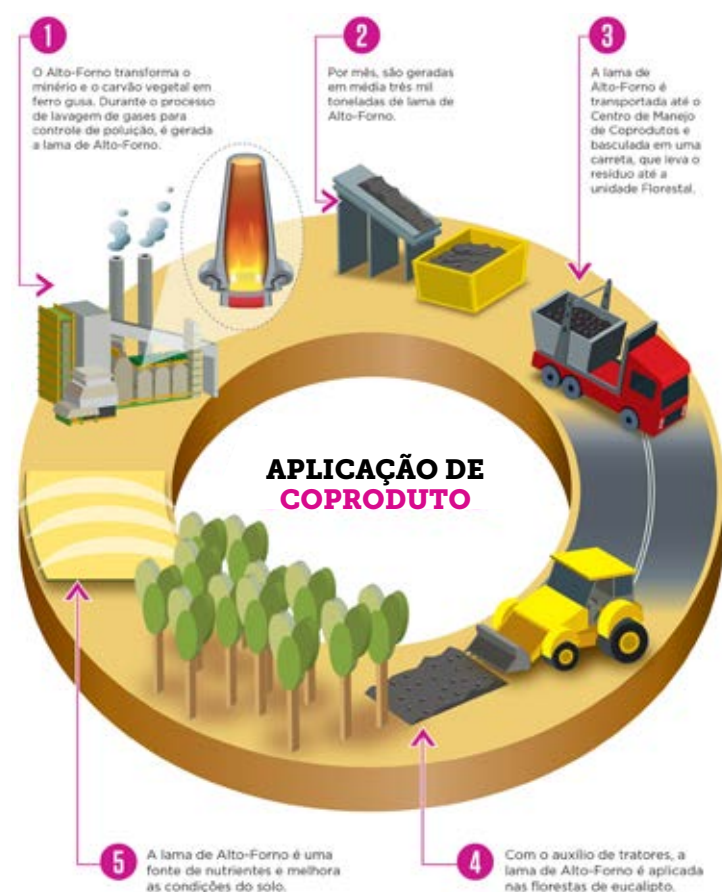 1
O Alto-Forno transforma o
minério e o carvão vegetal em
ferro gusa. Durante o processo
de lavagem de gases para
controle de poluição, é gerada
a lama de Alto-Forno.
2
Por mês, são geradas
em média três mil
toneladas de lama de
Alto-Forno.
3
A lama de
Alto-Forno é
transportada até o
Centro de Manejo
de Coprodutos e
basculada em uma
carreta, que leva o
resíduo até a
unidade Florestal.
APLICAÇÃO DE
COPRODUTO
5
A lama de Alto-Forno é uma
fonte de nutrientes e melhora
as condições do solo.
4
Com o auxílio de tratores, a
lama de Alto-Forno é aplicada
nas florestas de eucalipto.